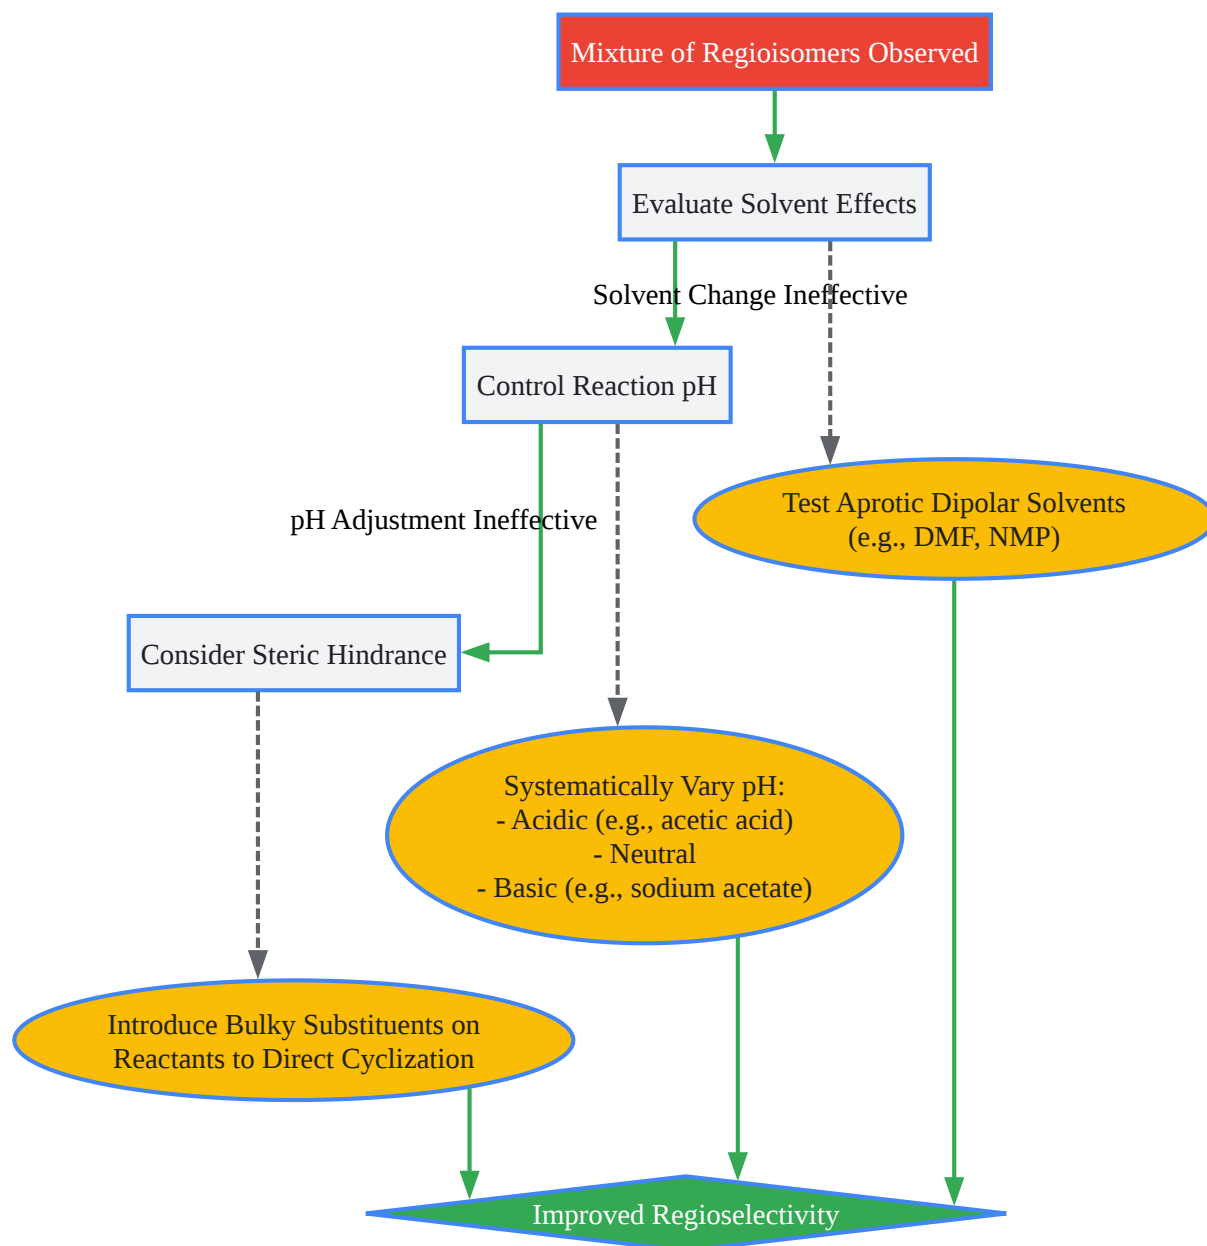 Mixture of Regioisomers Observed
Evaluate Solvent Effects
Solvent Change Ineffective
Control Reaction pH
Test Aprotic Dipolar Solvents
(e.g., DMF, NMP)
pH Adjustment Ineffective
Consider Steric Hindrance
Systematically Vary pH:
- Acidic (e.g., acetic acid)
- Neutral
- Basic (e.g., sodium acetate)
Introduce Bulky Substituents on
Reactants to Direct Cyclization
Improved Regioselectivity